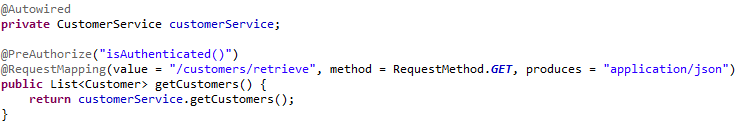 @Autowired
private CustomerService customerService;

@PreAuthorize("isAuthenticated()")
@RequestMapping(value = "/customers/retrieve", method = RequestMethod.GET, produces = "application/json")
public List<Customer> getCustomers() {
    return customerService.getCustomers();
}